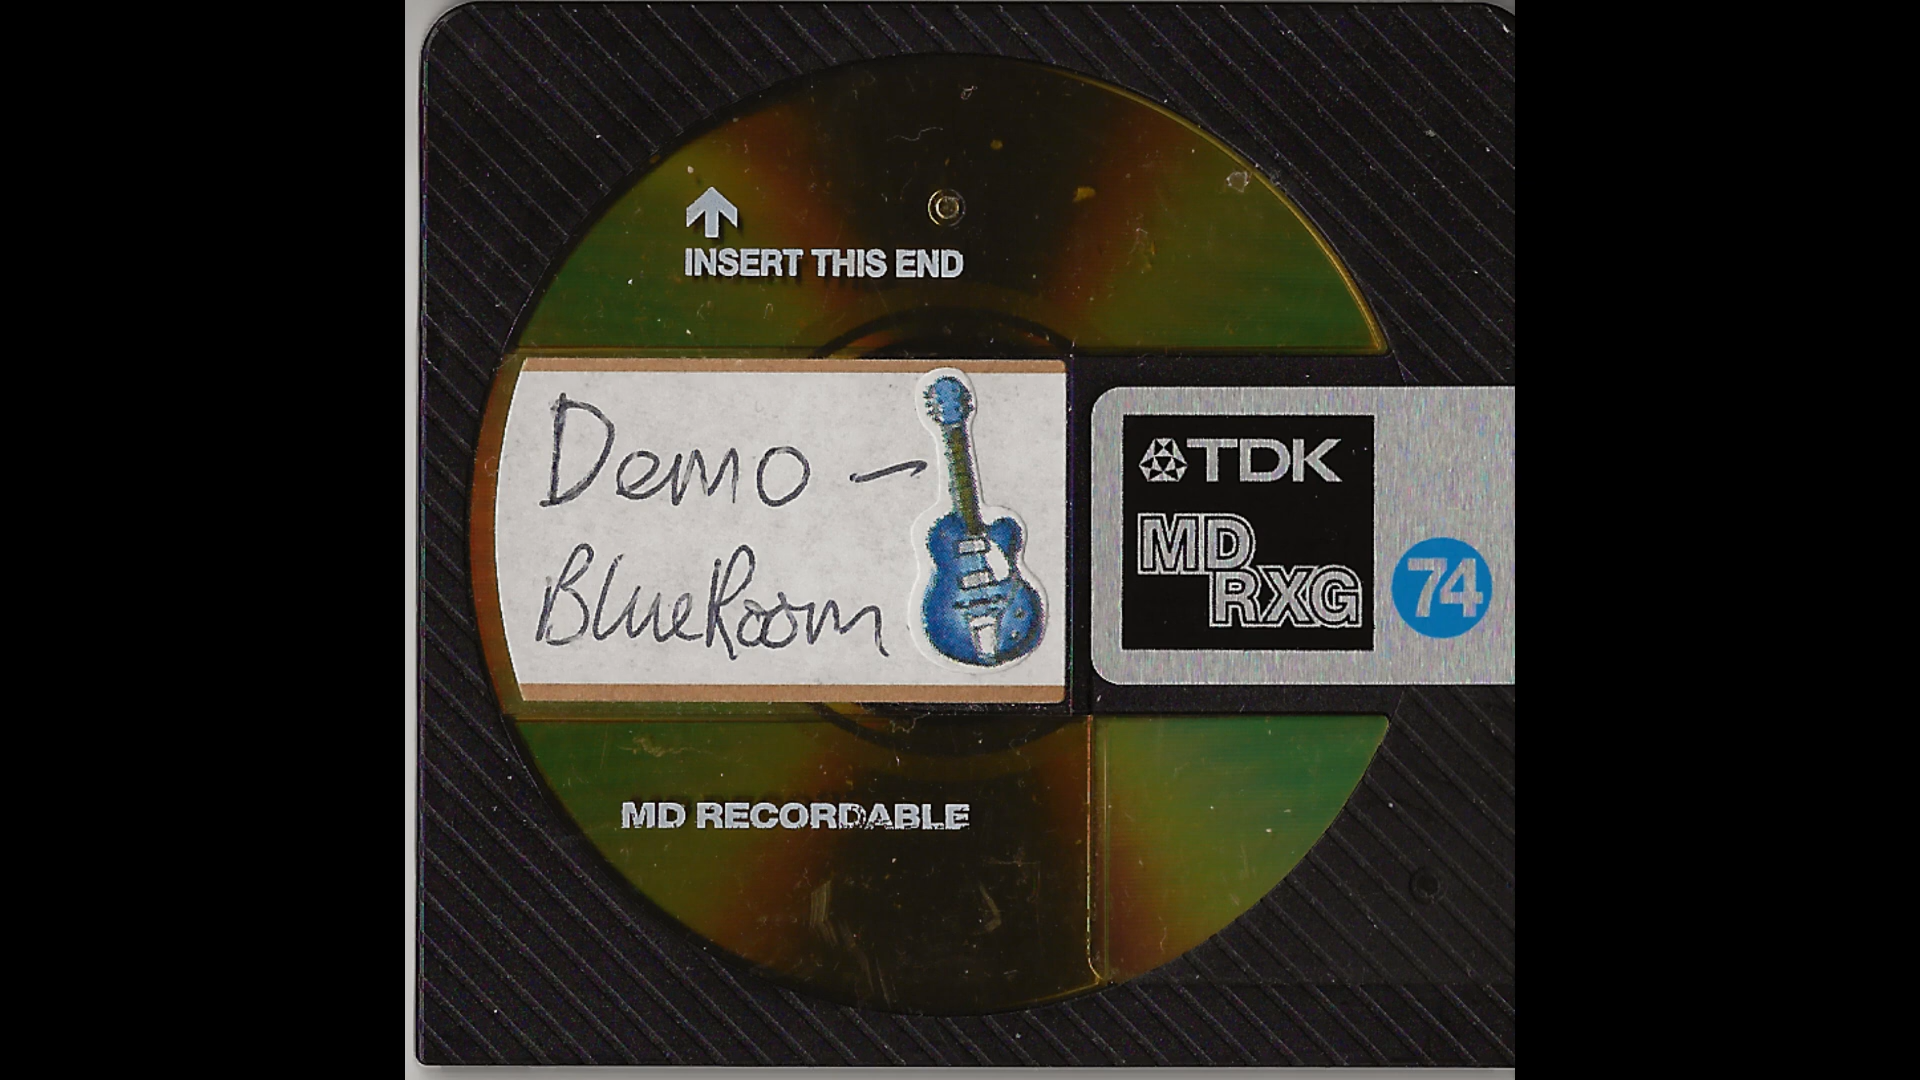 INSERT THIS END
Demo –
BlueRoom
TDK
MD
RXG
74
MD RECORDABLE